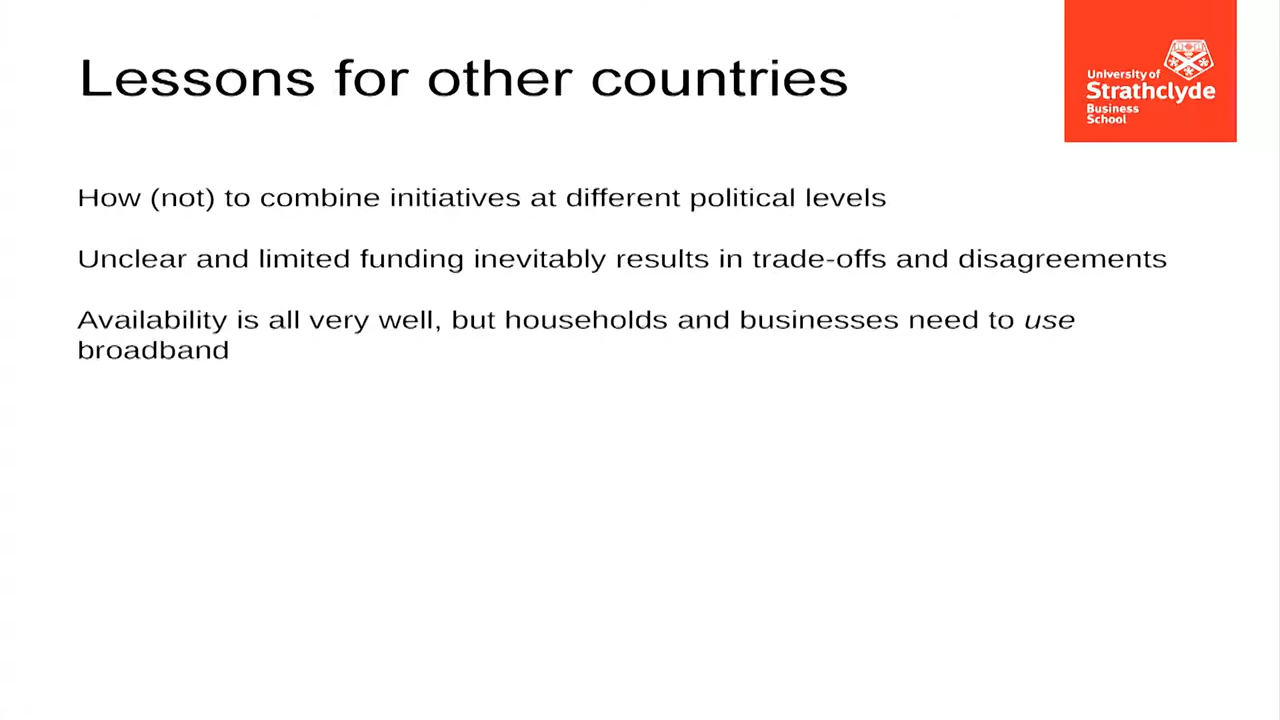 Lessons for other countries
University of
Strathclyde
Business
School
How (not) to combine initiatives at different political levels
Unclear and limited funding inevitably results in trade-offs and disagreements
Availability is all very well, but households and businesses need to use
broadband